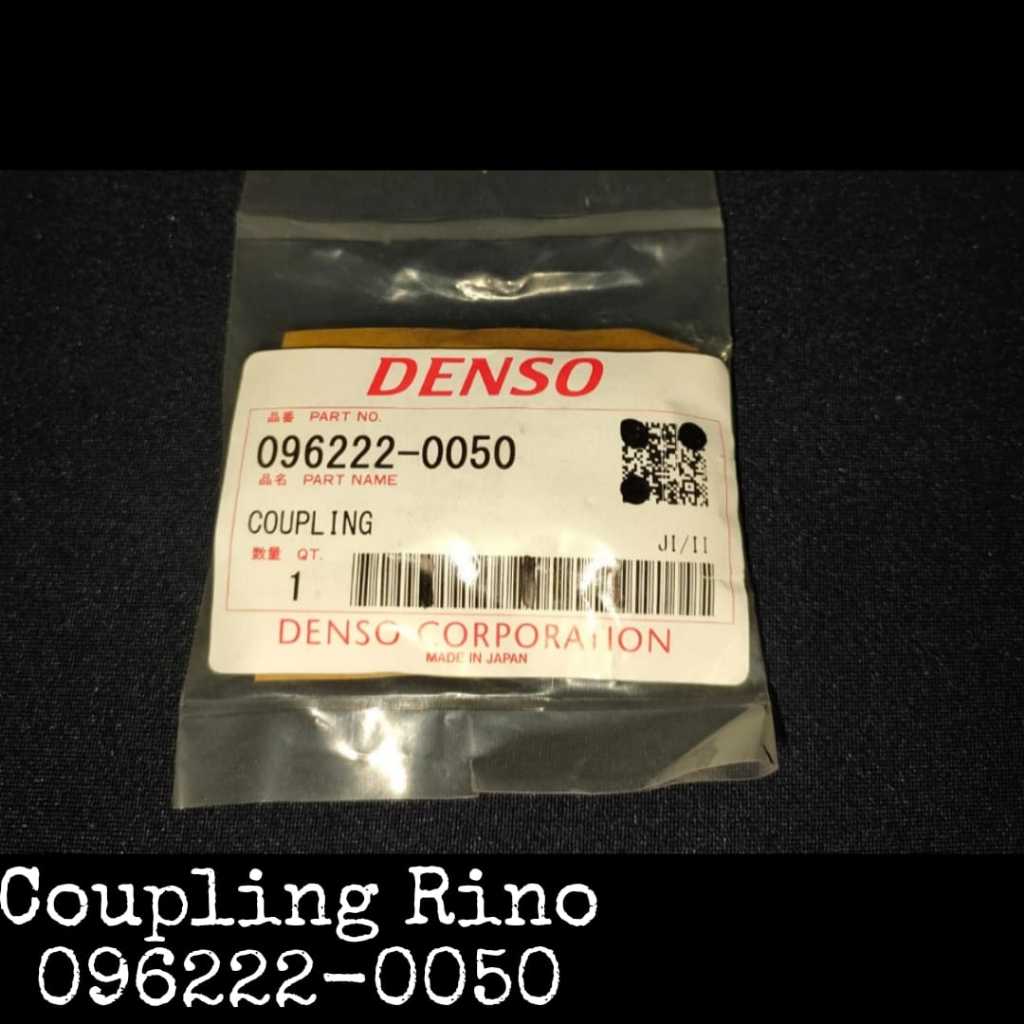 DENSO
品番 PART NO.
096222-0050
品名 PART NAME
COUPLING
JI/II
数量 QT.
1
DENSO CORPORATION
MADE IN JAPAN
Coupling Rino
096222-0050